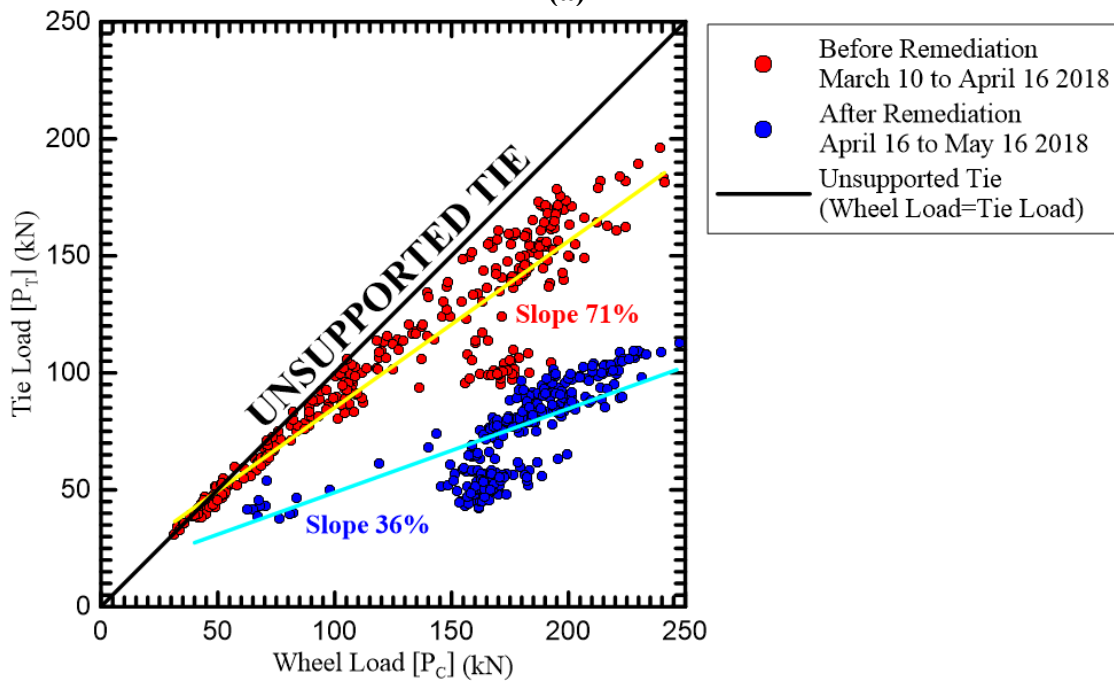 (a)
250
200
150
100
50
0
Tie Load [P_T] (kN)
UNSUPPORTED TIE
Slope 71%
Slope 36%
0 50 100 150 200 250
Wheel Load [P_C] (kN)
Before Remediation
March 10 to April 16 2018
After Remediation
April 16 to May 16 2018
Unsupported Tie
(Wheel Load=Tie Load)